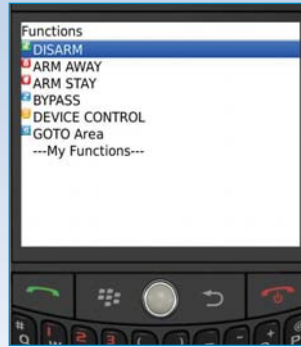 Functions
DISARM
ARM AWAY
ARM STAY
BYPASS
DEVICE CONTROL
GOTO Area
---My Functions---